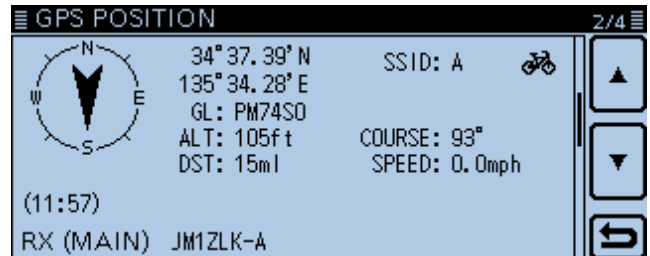 GPS POSITION 2/4
N
W E
S
34°37.39'N
135°34.28'E
GL: PM74SO
ALT: 105ft
DST: 15ml
SSID: A
COURSE: 93°
SPEED: 0.0mph
(11:57)
RX (MAIN) JM1ZLK-A